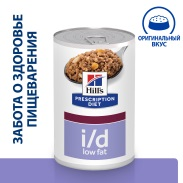 ЗАБОТА О ЗДОРОВЬЕ
ПИЩЕВАРЕНИЯ
ОРИГИНАЛЬНЫЙ
ВКУС
Hill's
PRESCRIPTION DIET
i/d
low fat